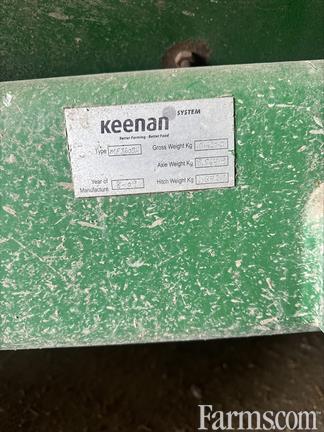 Keenan SYSTEM
Better Farming - Better Food
Type Gross Weight Kg
Axle Weight Kg
Year of Manufacture Hitch Weight Kg
Farms.com